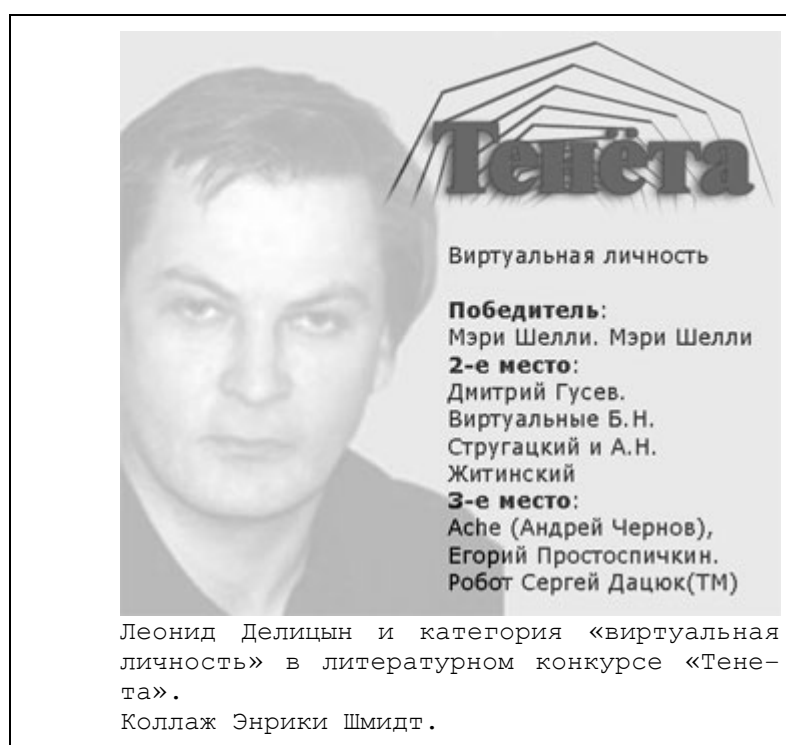 Тенёта
Виртуальная личность
Победитель:
Мэри Шелли. Мэри Шелли
2-е место:
Дмитрий Гусев.
Виртуальные Б.Н.
Стругацкий и А.Н.
Житинский
3-е место:
Ache (Андрей Чернов),
Егорий Простоспичкин.
Робот Сергей Дацюк(ТМ)
Леонид Делицын и категория «виртуальная
личность» в литературном конкурсе «Тене-
та».
Коллаж Энрики Шмидт.